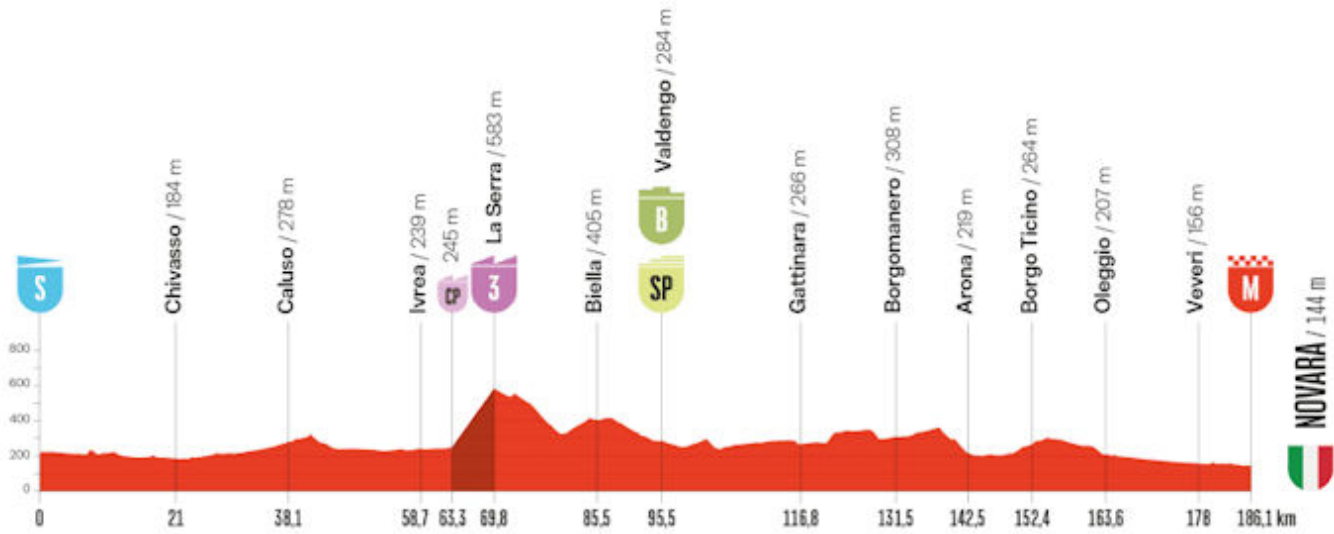 Chivasso / 184 m
Caluso / 278 m
Ivrea / 239 m
245 m
La Serra / 583 m
Biella / 405 m
Valdengo / 284 m
Gattinara / 266 m
Borgomanero / 308 m
Arona / 219 m
Borgo Ticino / 264 m
Oleggio / 207 m
Veveri / 156 m
NOVARA / 144 m
S
CP
3
B
SP
M
800
600
400
200
0
0 21 38,1 58,7 63,3 69,8 85,5 95,5 116,8 131,5 142,5 152,4 163,6 178 186,1 km